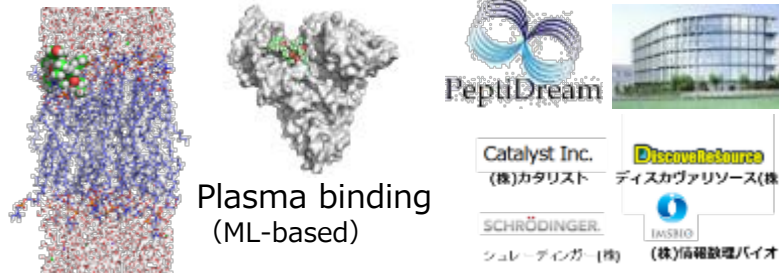 Plasma binding
(ML-based)
PeptiDream
Catalyst Inc.
(株)カタリスト
DiscoveResource
ディスカヴァリソース(株
SCHRÖDINGER.
シュレーディンガー(株)
IMSBIO
(株)情報数理バイオ